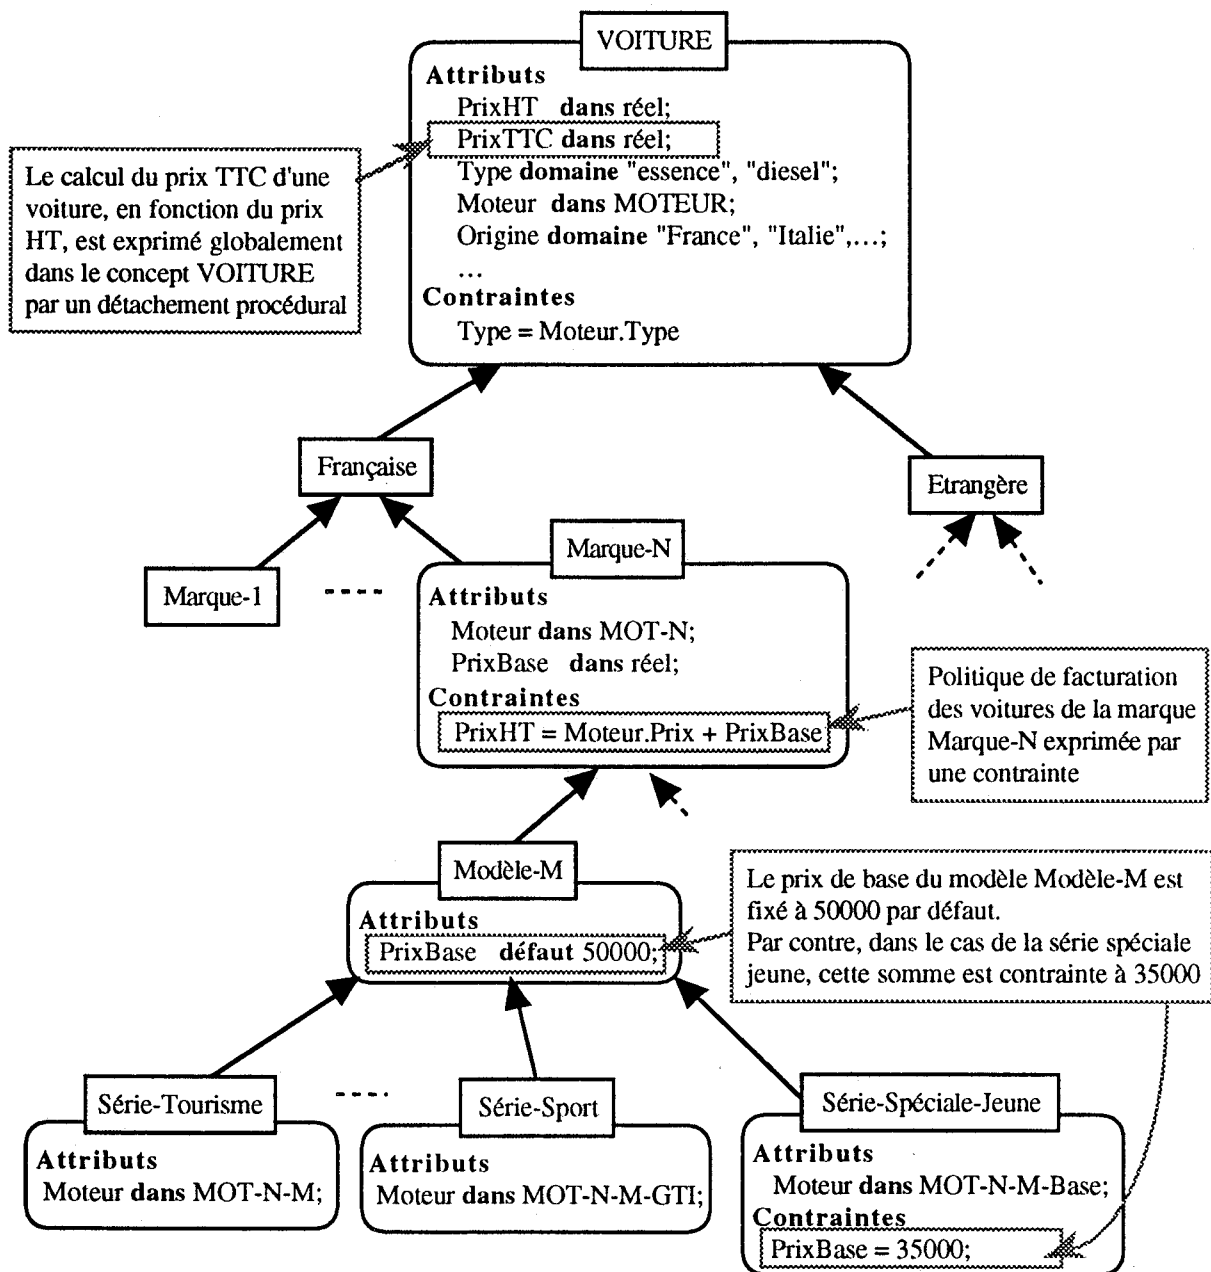 VOITURE
Attributs
PrixHT dans réel;
PrixTTC dans réel;
Type domaine "essence", "diesel";
Moteur dans MOTEUR;
Origine domaine "France", "Italie",…;
…
Contraintes
Type = Moteur.Type
Le calcul du prix TTC d'une
voiture, en fonction du prix
HT, est exprimé globalement
dans le concept VOITURE
par un détachement procédural
Française
Etrangère
Marque-1
Marque-N
Attributs
Moteur dans MOT-N;
PrixBase dans réel;
Contraintes
PrixHT = Moteur.Prix + PrixBase
Politique de facturation
des voitures de la marque
Marque-N exprimée par
une contrainte
Modèle-M
Attributs
PrixBase défaut 50000;
Le prix de base du modèle Modèle-M est
fixé à 50000 par défaut.
Par contre, dans le cas de la série spéciale
jeune, cette somme est contrainte à 35000
Série-Tourisme
Attributs
Moteur dans MOT-N-M;
Série-Sport
Attributs
Moteur dans MOT-N-M-GTI;
Série-Spéciale-Jeune
Attributs
Moteur dans MOT-N-M-Base;
Contraintes
PrixBase = 35000;